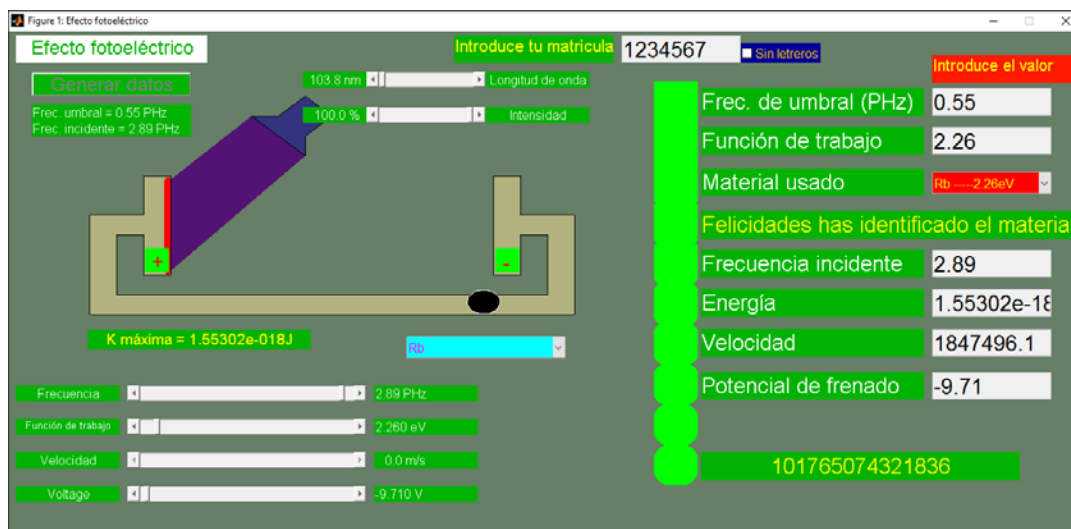 Figure 1: Efecto fotoeléctrico
Efecto fotoeléctrico
Introduce tu matricula
1234567
Sin letreros
Introduce el valor
Generar datos
103.8 nm
Longitud de onda
Frec. umbral = 0.55 PHz
Frec. incidente = 2.89 PHz
100.0 %
Intensidad
Frec. de umbral (PHz)
0.55
Función de trabajo
2.26
Material usado
Rb -----2.26eV
Felicidades has identificado el materia
+
-
Frecuencia incidente
2.89
Energía
1.55302e-18
K máxima = 1.55302e-018J
Rb
Velocidad
1847496.1
Potencial de frenado
-9.71
Frecuencia
2.89 PHz
Función de trabajo
2.260 eV
Velocidad
0.0 m/s
Voltage
-9.710 V
101765074321836